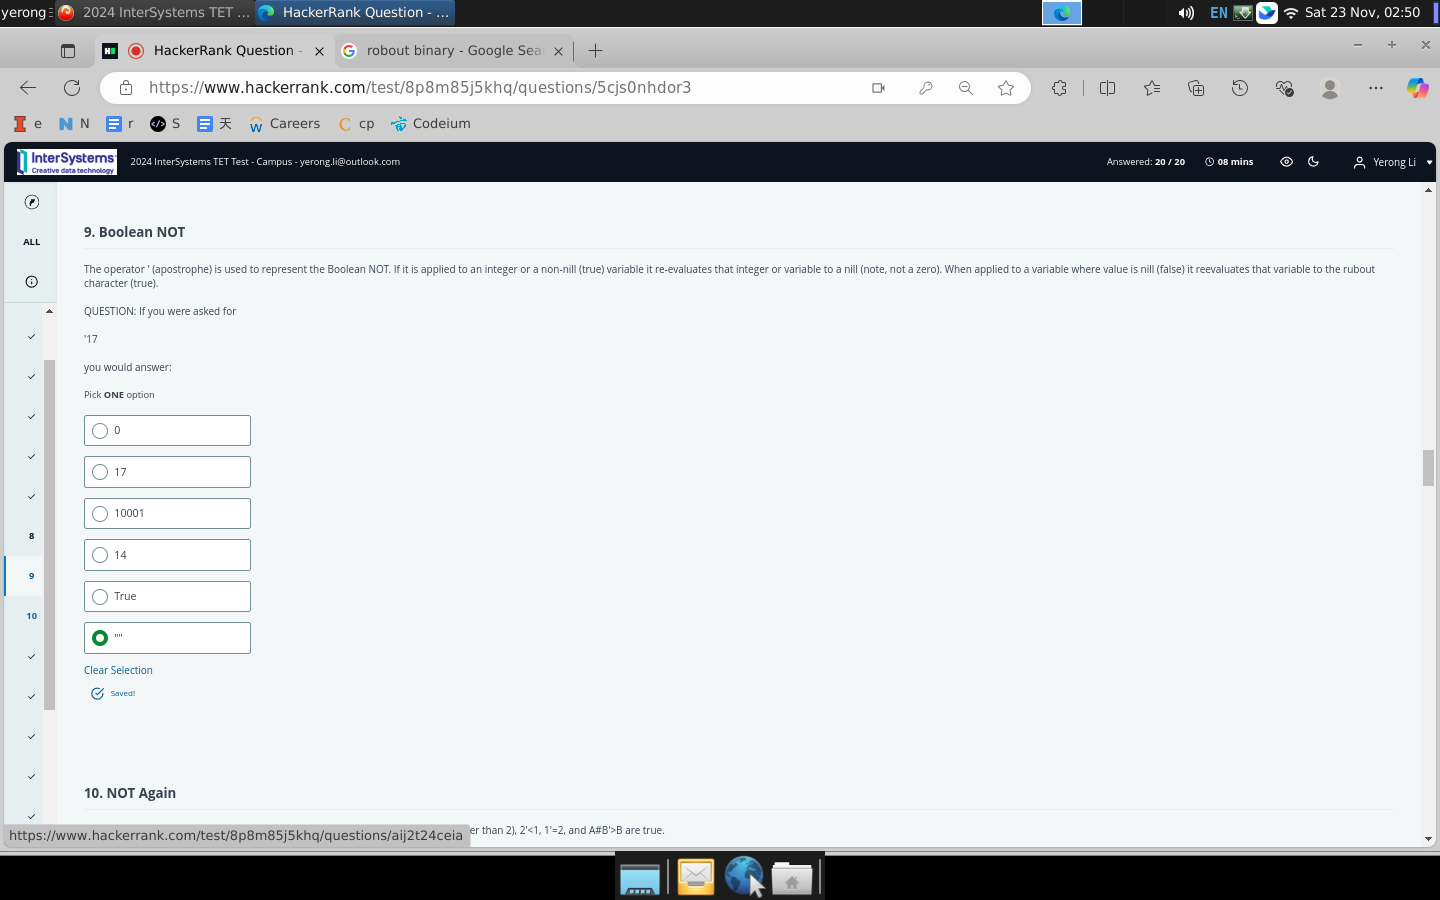 yerong 2024 InterSystems TET ... HackerRank Question - ... EN Sat 23 Nov, 02:50
HackerRank Question - robout binary - Google Sea
https://www.hackerrank.com/test/8p8m85j5khq/questions/5cjs0nhdor3
e N r S 天 Careers cp Codeium
InterSystems
Creative data technology
2024 InterSystems TET Test - Campus - yerong.li@outlook.com Answered: 20 / 20 08 mins Yerong Li
ALL
8
9
10
9. Boolean NOT
The operator ' (apostrophe) is used to represent the Boolean NOT. If it is applied to an integer or a non-nill (true) variable it re-evaluates that integer or variable to a nill (note, not a zero). When applied to a variable where value is nill (false) it reevaluates that variable to the rubout
character (true).
QUESTION: If you were asked for
'17
you would answer:
Pick ONE option
0
17
10001
14
True
""
Clear Selection
Saved!
10. NOT Again
er than 2), 2'<1, 1'=2, and A#B'>B are true.
https://www.hackerrank.com/test/8p8m85j5khq/questions/aij2t24ceia